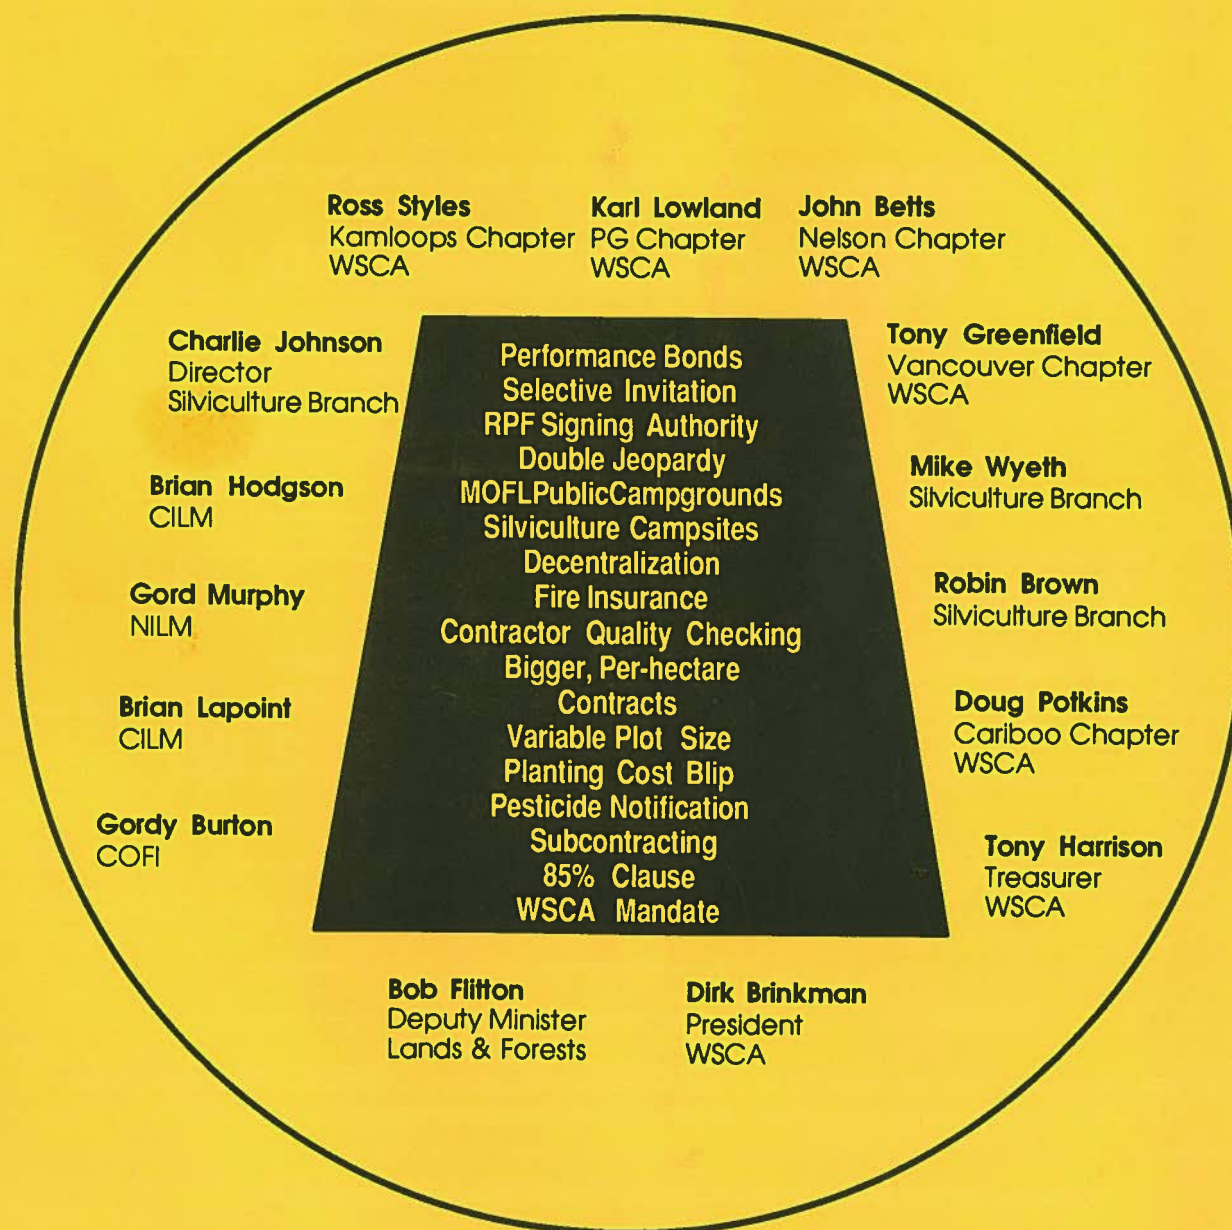 Ross Styles
Kamloops Chapter
WSCA
Karl Lowland
PG Chapter
WSCA
John Betts
Nelson Chapter
WSCA
Charlie Johnson
Director
Silviculture Branch
Tony Greenfield
Vancouver Chapter
WSCA
Brian Hodgson
CILM
Mike Wyeth
Silviculture Branch
Gord Murphy
NILM
Robin Brown
Silviculture Branch
Brian Lapoint
CILM
Doug Potkins
Cariboo Chapter
WSCA
Gordy Burton
COFI
Tony Harrison
Treasurer
WSCA
Performance Bonds
Selective Invitation
RPF Signing Authority
Double Jeopardy
MOFLPublicCampgrounds
Silviculture Campsites
Decentralization
Fire Insurance
Contractor Quality Checking
Bigger, Per-hectare
Contracts
Variable Plot Size
Planting Cost Blip
Pesticide Notification
Subcontracting
85% Clause
WSCA Mandate
Bob Flitton
Deputy Minister
Lands & Forests
Dirk Brinkman
President
WSCA